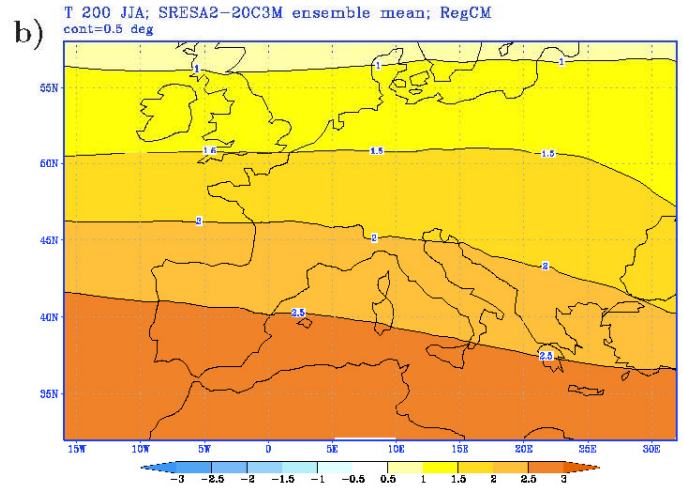 T 200 JJA; SRESA2-20C3M ensemble mean; RegCM
b)
cont=0.5 deg
1 1
55N
1.5 1.5 1.5
50N
2 2 2
45N
2.5 2.5
40N
35N
15W 10W 5W 0 5E 10E 15E 20E 25E 30E
-3 -2.5 -2 -1.5 -1 -0.5 0.5 1 1.5 2 2.5 3